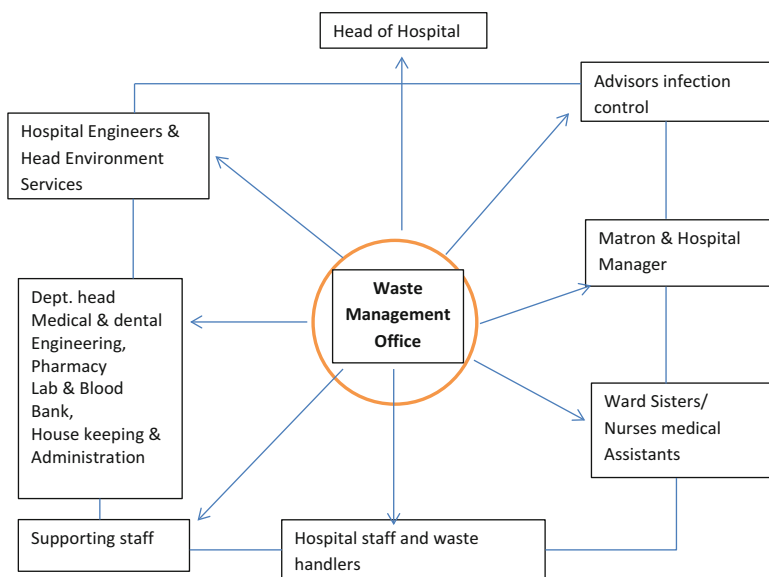 Head of Hospital
Advisors infection
control
Hospital Engineers &
Head Environment
Services
Matron & Hospital
Manager
Waste
Management
Office
Dept. head
Medical & dental
Engineering,
Pharmacy
Lab & Blood
Bank,
House keeping &
Administration
Ward Sisters/
Nurses medical
Assistants
Supporting staff
Hospital staff and waste
handlers